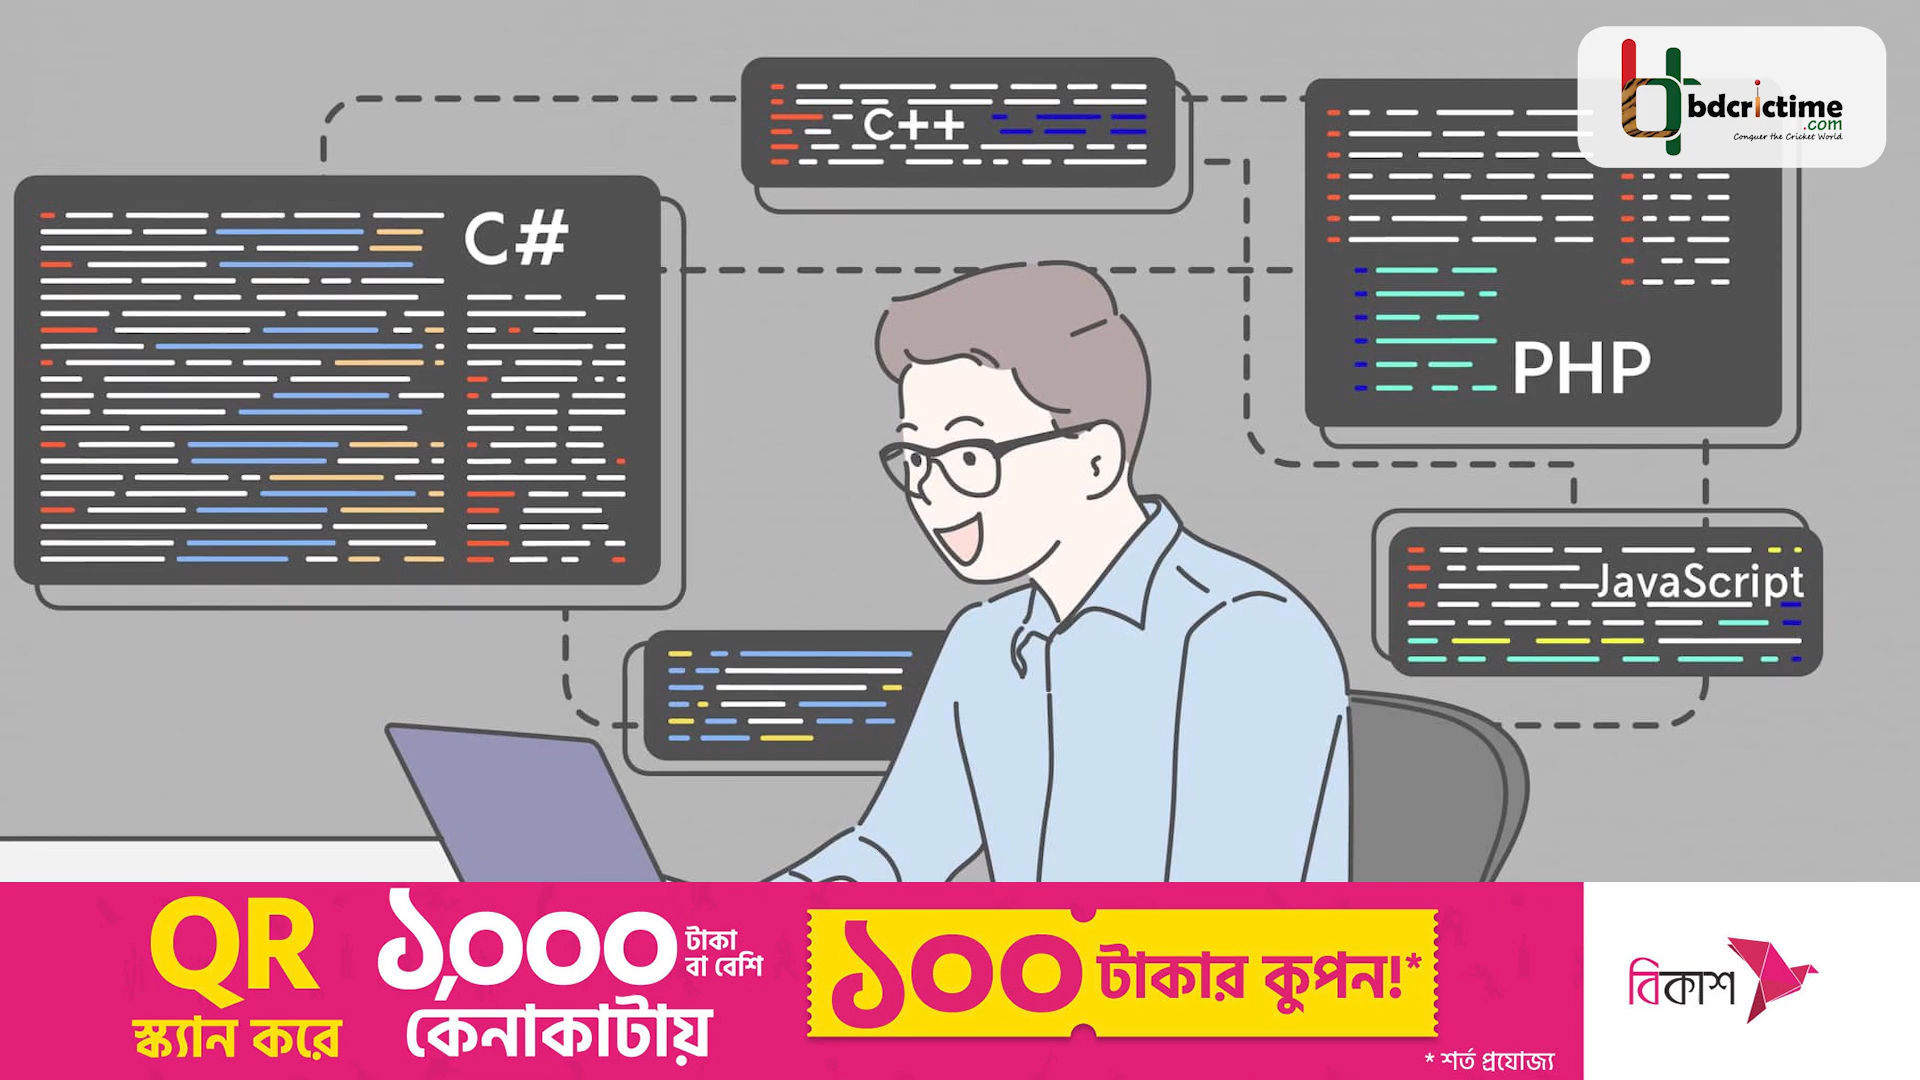 C++
bdcrictime
.com
Conquer the Cricket World
C#
PHP
JavaScript
QR
স্ক্যান করে
১,০০০
টাকা
বা বেশি
কেনাকাটায়
১০০ টাকার কুপন!*
* শর্ত প্রযোজ্য
বিকাশ